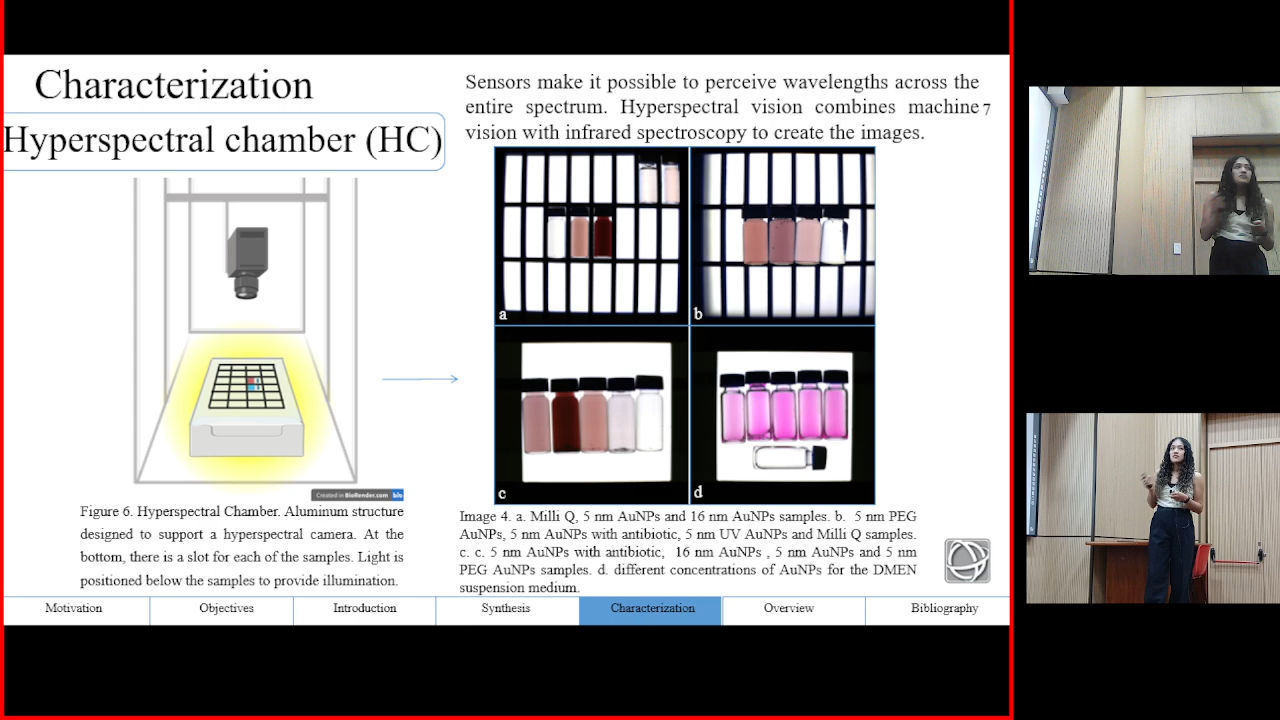 Characterization
Hyperspectral chamber (HC)
Sensors make it possible to perceive wavelengths across the
entire spectrum. Hyperspectral vision combines machine
vision with infrared spectroscopy to create the images.
7
a
b
c
d
Created in BioRender.com bio
Figure 6. Hyperspectral Chamber. Aluminum structure
designed to support a hyperspectral camera. At the
bottom, there is a slot for each of the samples. Light is
positioned below the samples to provide illumination.
Image 4. a. Milli Q, 5 nm AuNPs and 16 nm AuNPs samples. b. 5 nm PEG
AuNPs, 5 nm AuNPs with antibiotic, 5 nm UV AuNPs and Milli Q samples.
c. c. 5 nm AuNPs with antibiotic, 16 nm AuNPs , 5 nm AuNPs and 5 nm
PEG AuNPs samples. d. different concentrations of AuNPs for the DMEN
suspension medium.
Motivation
Objectives
Introduction
Synthesis
Characterization
Overview
Bibliography